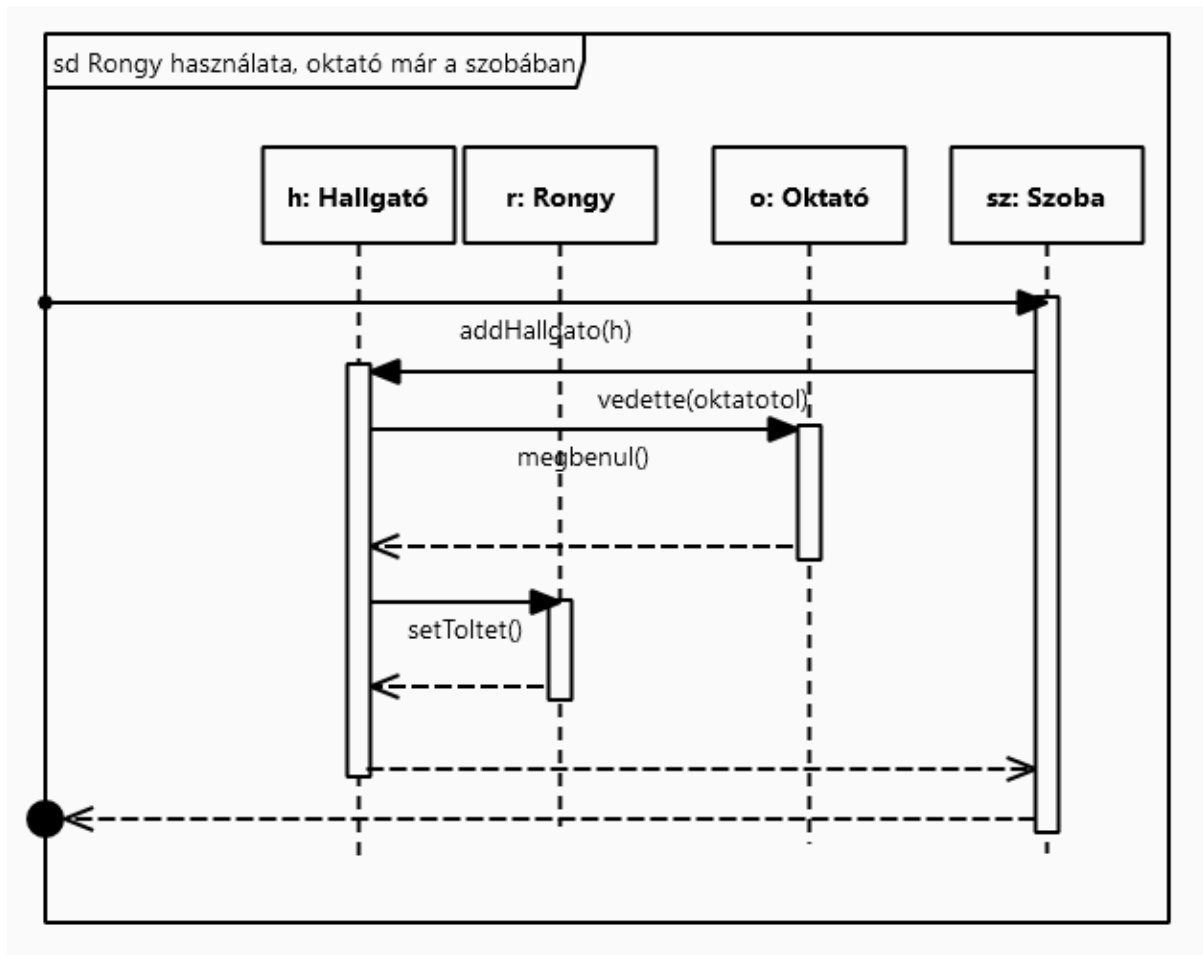 sd Rongy használata, oktató már a szobában
h: Hallgató
r: Rongy
o: Oktató
sz: Szoba
addHallgato(h)
vedette(oktatotol)
megbenul()
setToltet()